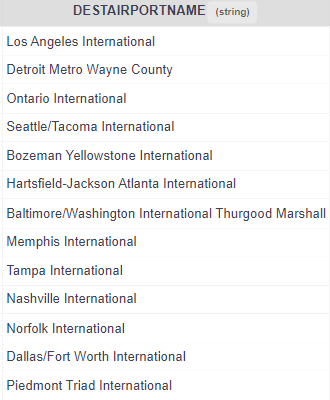 DESTAIRPORTNAME (string)
Los Angeles International
Detroit Metro Wayne County
Ontario International
Seattle/Tacoma International
Bozeman Yellowstone International
Hartsfield-Jackson Atlanta International
Baltimore/Washington International Thurgood Marshall
Memphis International
Tampa International
Nashville International
Norfolk International
Dallas/Fort Worth International
Piedmont Triad International